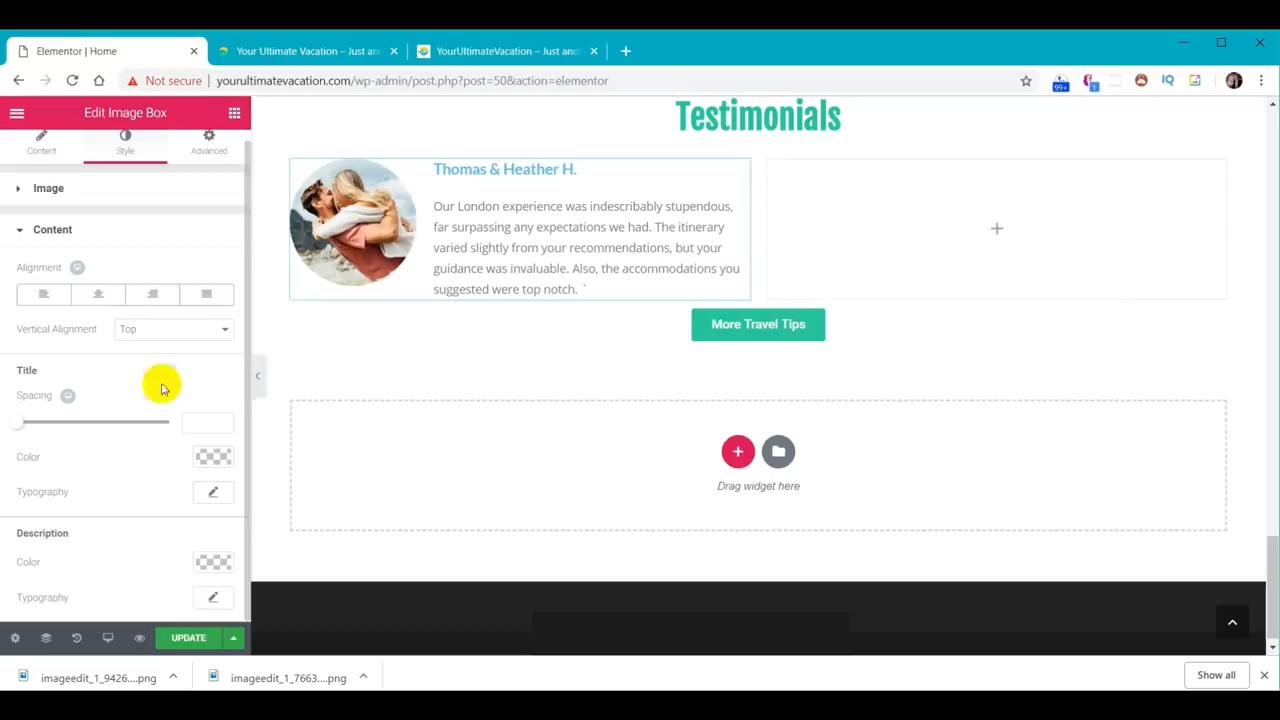 Elementor | Home
Your Ultimate Vacation – Just an
YourUltimateVacation – Just ano
Not secure
yourultimatevacation.com/wp-admin/post.php?post=50&action=elementor
99+
1
IQ
Edit Image Box
Content
Style
Advanced
Image
Content
Alignment
Vertical Alignment
Top
Title
Spacing
Color
Typography
Description
Color
Typography
UPDATE
Testimonials
Thomas & Heather H.
Our London experience was indescribably stupendous,
far surpassing any expectations we had. The itinerary
varied slightly from your recommendations, but your
guidance was invaluable. Also, the accommodations you
suggested were top notch. `
More Travel Tips
Drag widget here
imageedit_1_9426....png
imageedit_1_7663....png
Show all